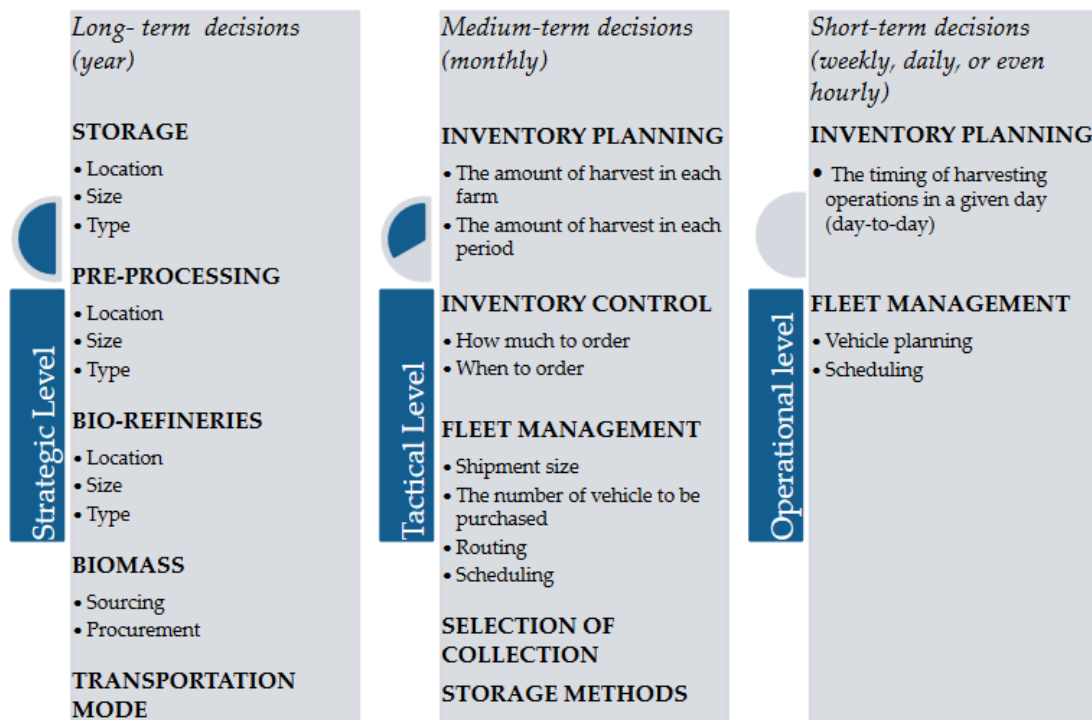 Long- term decisions
(year)
STORAGE
• Location
• Size
• Type
PRE-PROCESSING
• Location
• Size
• Type
BIO-REFINERIES
• Location
• Size
• Type
BIOMASS
• Sourcing
• Procurement
TRANSPORTATION
MODE
Strategic Level
Medium-term decisions
(monthly)
INVENTORY PLANNING
• The amount of harvest in each
farm
• The amount of harvest in each
period
INVENTORY CONTROL
• How much to order
• When to order
FLEET MANAGEMENT
• Shipment size
• The number of vehicle to be
purchased
• Routing
• Scheduling
SELECTION OF
COLLECTION
STORAGE METHODS
Tactical Level
Short-term decisions
(weekly, daily, or even
hourly)
INVENTORY PLANNING
• The timing of harvesting
operations in a given day
(day-to-day)
FLEET MANAGEMENT
• Vehicle planning
• Scheduling
Operational level